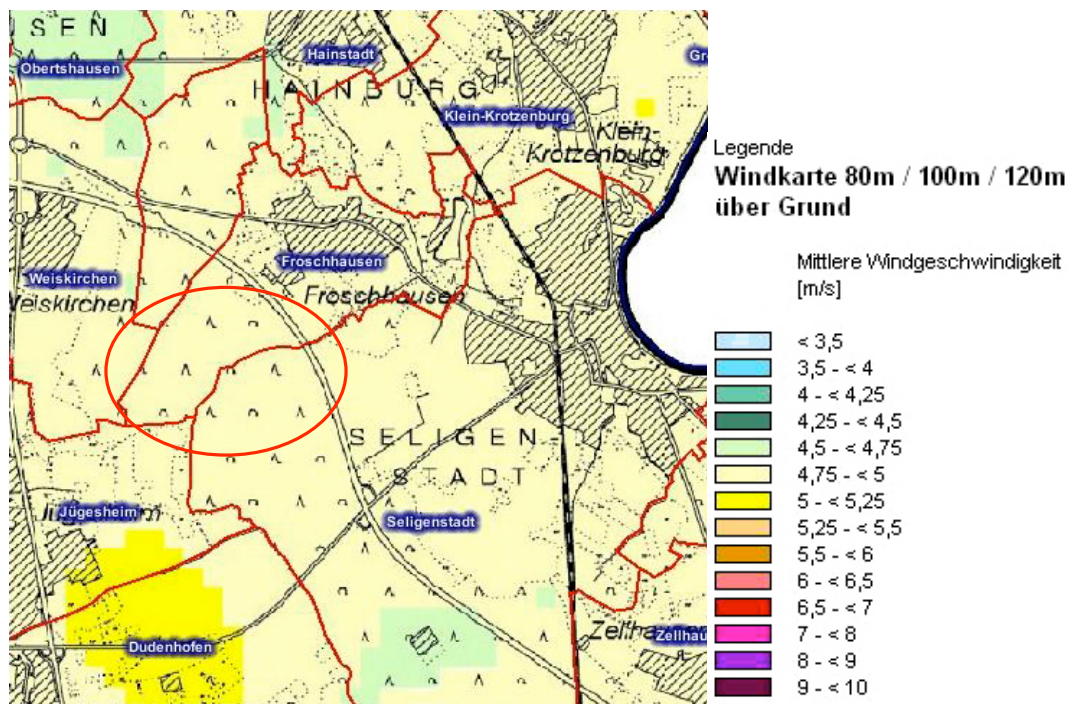 SEN
Obertshausen
Hainstadt
Gr
HAINBURG
Klein-Krotzenburg
Klein-
Krotzenburg
Froschhausen
Froschhausen
Weiskirchen
Weiskirchen
SELIGEN-
STADT
Jügesheim
Seligenstadt
Dudenhofen
Zellhau
Legende
Windkarte 80m / 100m / 120m
über Grund
Mittlere Windgeschwindigkeit
[m/s]
< 3,5
3,5 - < 4
4 - < 4,25
4,25 - < 4,5
4,5 - < 4,75
4,75 - < 5
5 - < 5,25
5,25 - < 5,5
5,5 - < 6
6 - < 6,5
6,5 - < 7
7 - < 8
8 - < 9
9 - < 10